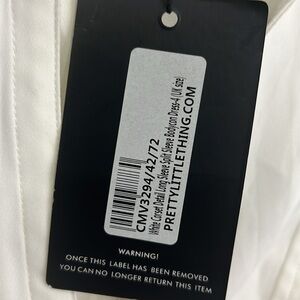 CMV3294/42/72
White Corset Detail Long Sleeve Split Sleeve Bodycon Dress-4 (UK size)
PRETTYLITTLETHING.COM
WARNING!
ONCE THIS LABEL HAS BEEN REMOVED
YOU CAN NO LONGER RETURN THIS ITEM